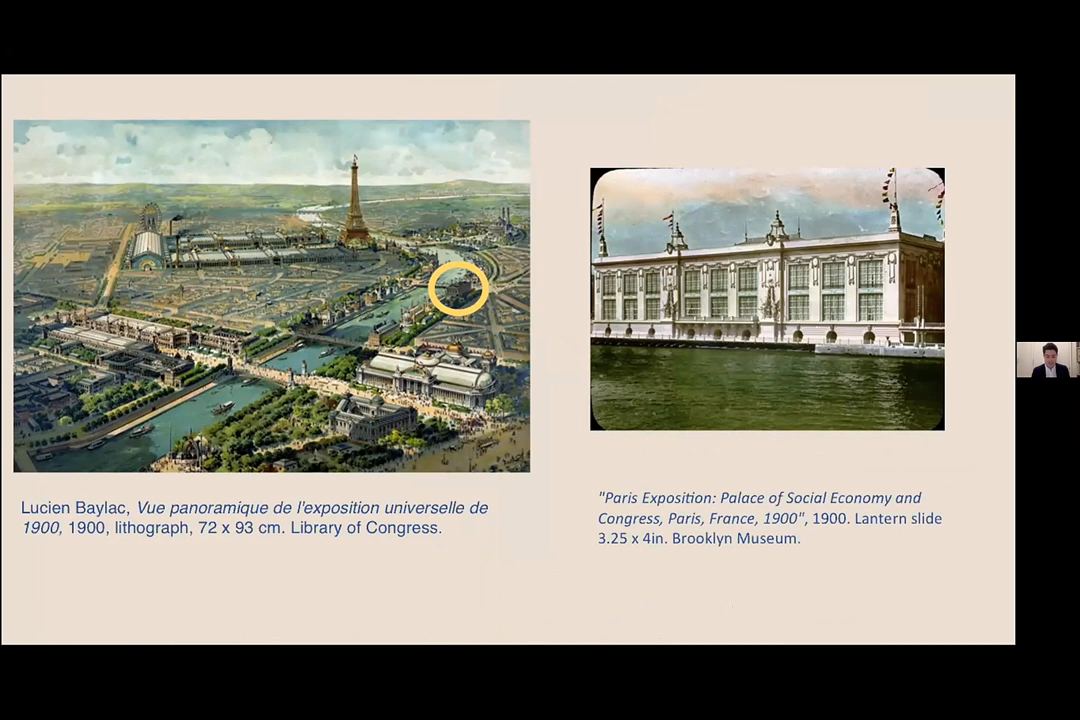 Lucien Baylac, Vue panoramique de l'exposition universelle de
1900, 1900, lithograph, 72 x 93 cm. Library of Congress.
"Paris Exposition: Palace of Social Economy and
Congress, Paris, France, 1900", 1900. Lantern slide
3.25 x 4in. Brooklyn Museum.